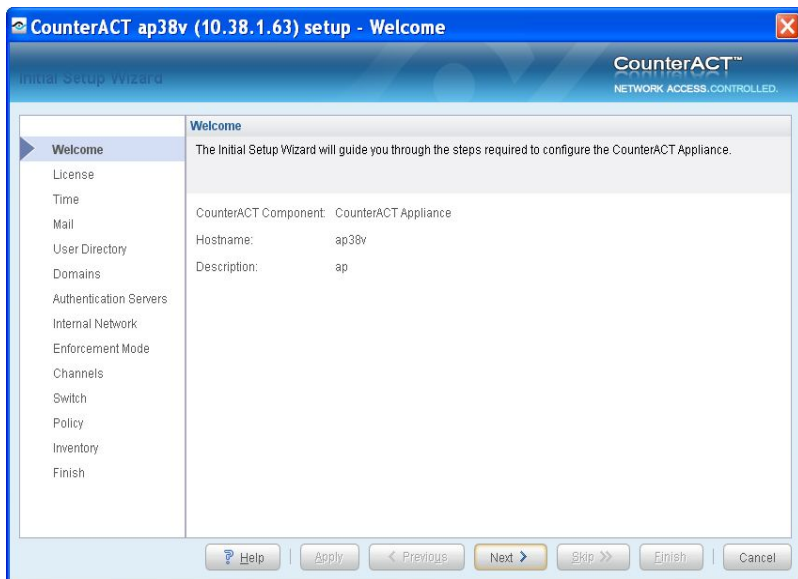 CounterACT ap38v (10.38.1.63) setup - Welcome
Initial Setup Wizard
CounterACT™
NETWORK ACCESS.CONTROLLED.
Welcome
License
Time
Mail
User Directory
Domains
Authentication Servers
Internal Network
Enforcement Mode
Channels
Switch
Policy
Inventory
Finish
Welcome
The Initial Setup Wizard will guide you through the steps required to configure the CounterACT Appliance.
CounterACT Component: CounterACT Appliance
Hostname: ap38v
Description: ap
? Help | Apply < Previous Next > Skip >> Finish | Cancel